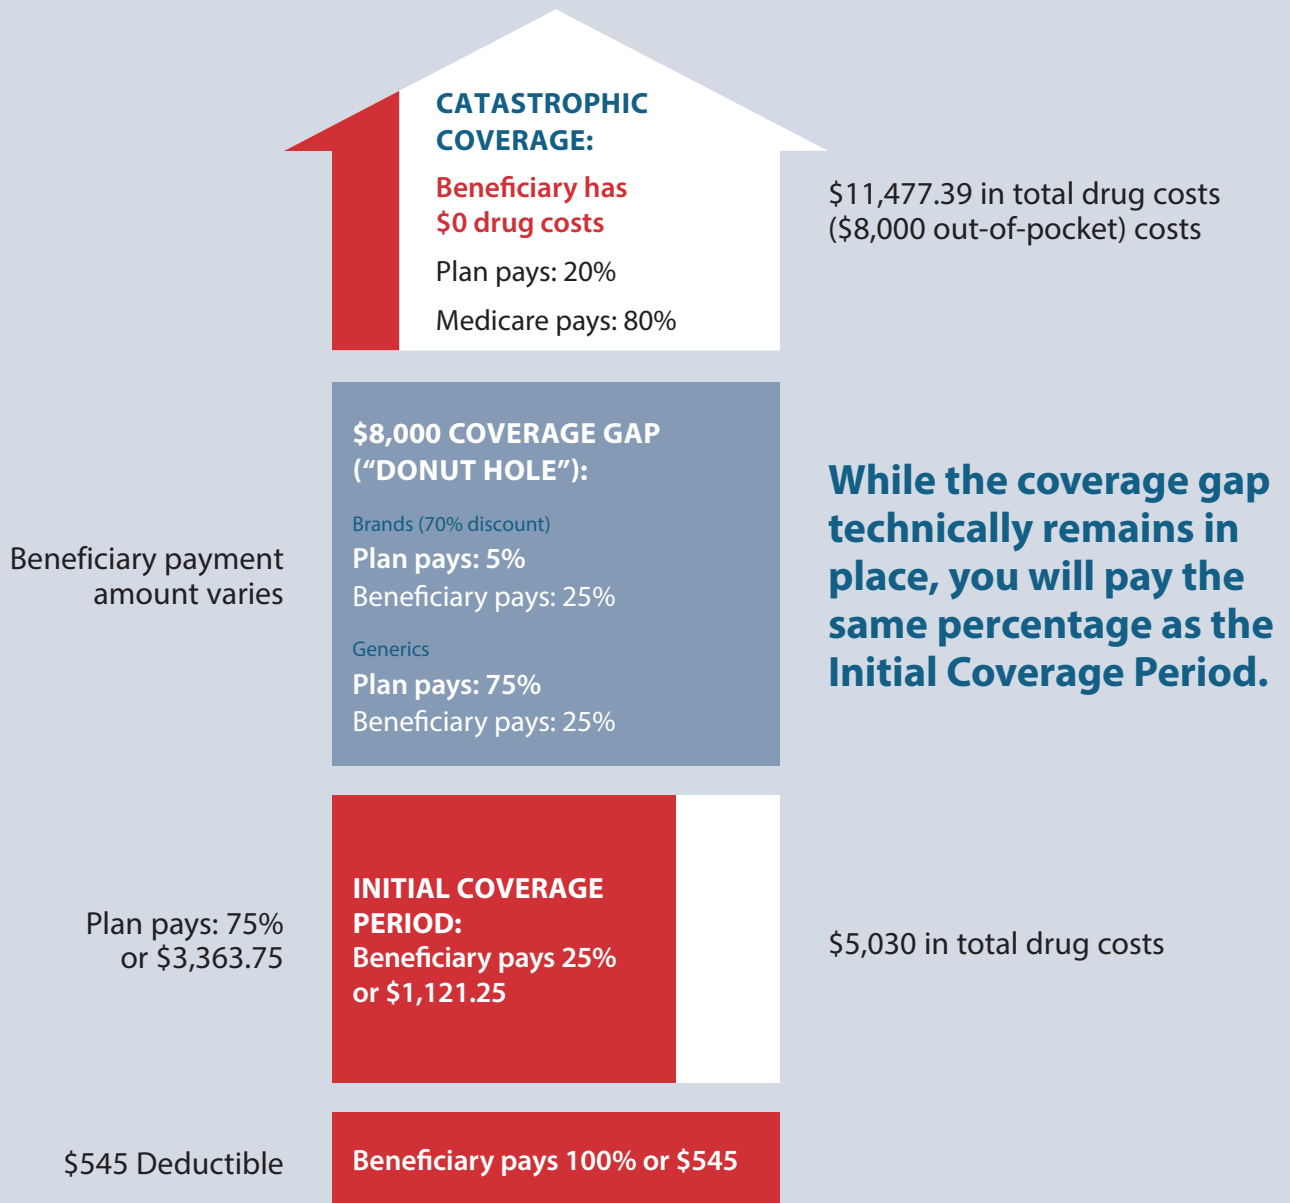 CATASTROPHIC
COVERAGE:
Beneficiary has
$0 drug costs
Plan pays: 20%
Medicare pays: 80%
$11,477.39 in total drug costs
($8,000 out-of-pocket) costs
Beneficiary payment
amount varies
$8,000 COVERAGE GAP
(“DONUT HOLE”):
Brands (70% discount)
Plan pays: 5%
Beneficiary pays: 25%
Generics
Plan pays: 75%
Beneficiary pays: 25%
While the coverage gap
technically remains in
place, you will pay the
same percentage as the
Initial Coverage Period.
Plan pays: 75%
or $3,363.75
INITIAL COVERAGE
PERIOD:
Beneficiary pays 25%
or $1,121.25
$5,030 in total drug costs
$545 Deductible
Beneficiary pays 100% or $545